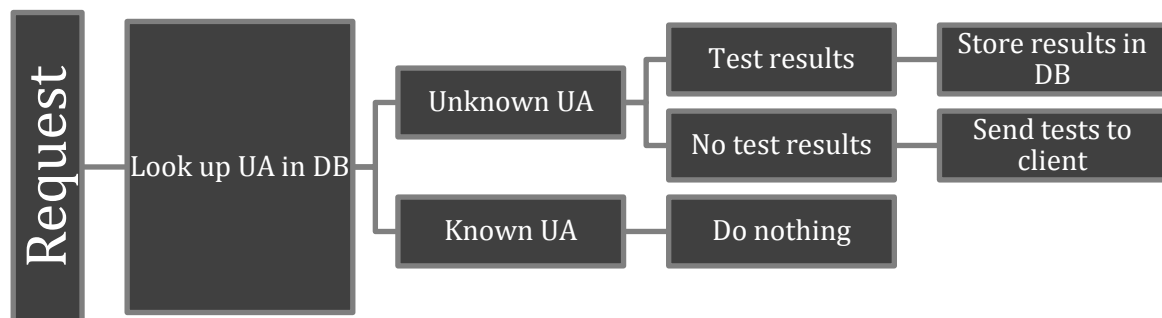 Request
Look up UA in DB
Unknown UA
Test results
Store results in
DB
No test results
Send tests to
client
Known UA
Do nothing